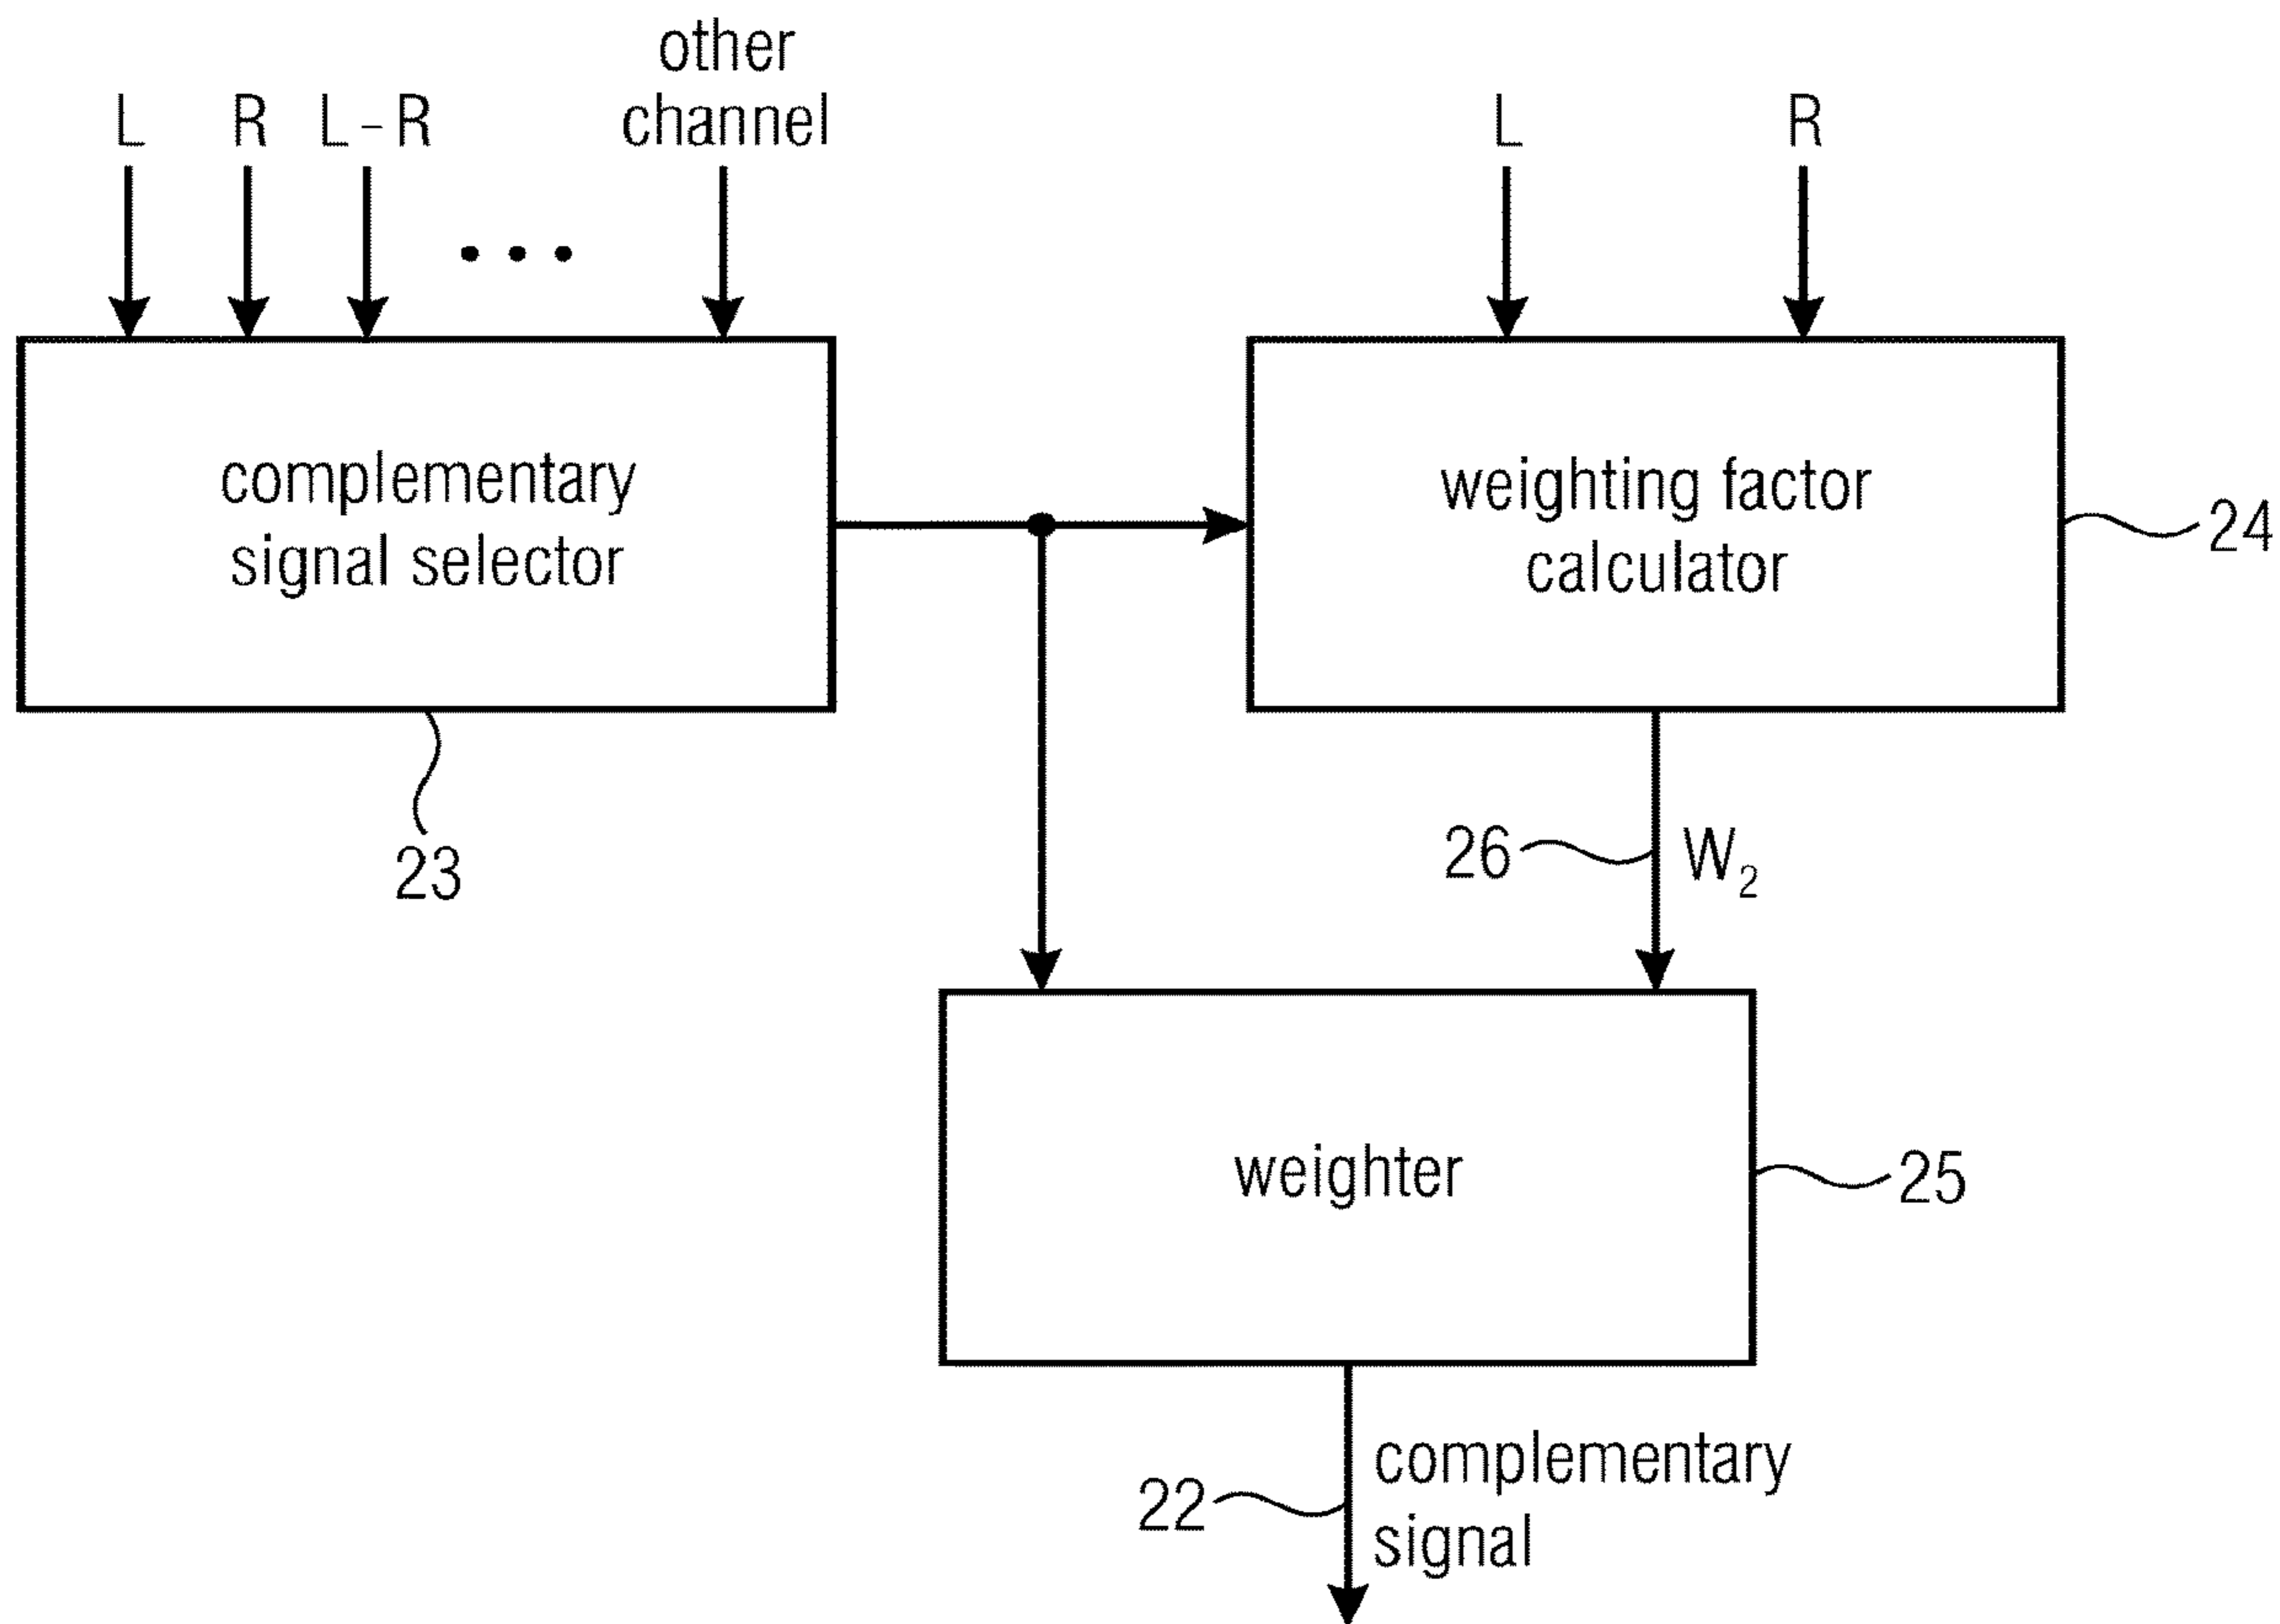 other
channel
L
R
L-R
L
R
complementary
signal selector
weighting factor
calculator
24
23
26
W₂
weighter
25
22
complementary
signal